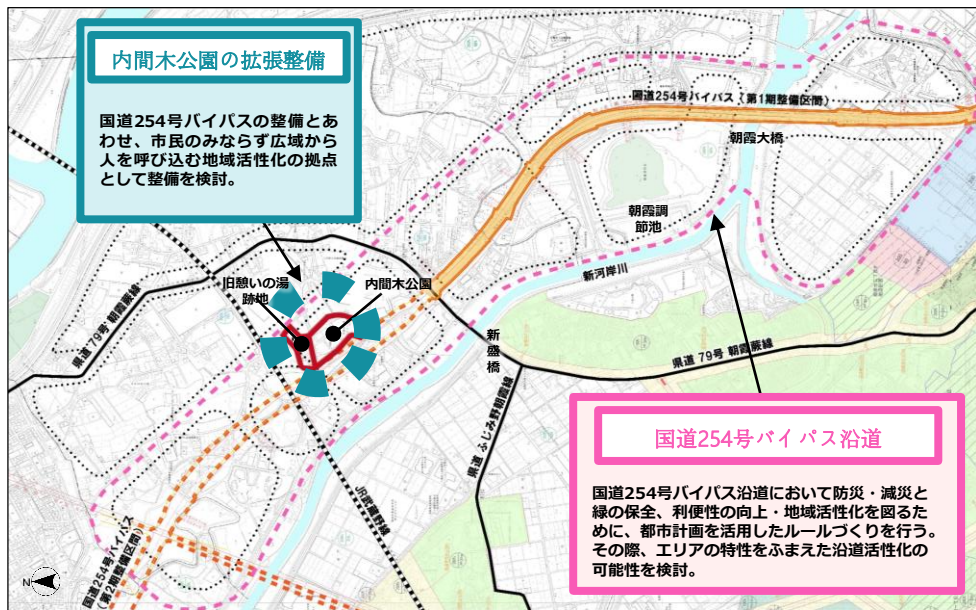 内間木公園の拡張整備
国道254号バイパスの整備とあ
わせ、市民のみならず広域から
人を呼び込む地域活性化の拠点
として整備を検討。
国道254号バイパス（第1期整備区間）
朝霞大橋
朝霞調
節池
新河岸川
旧憩いの湯
跡地
内間木公園
県道79号 朝霞蕨線
新盛橋
県道 79号 朝霞蕨線
県道 ふじみ野朝霞線
JR武蔵野線
国道254号バイパス
（第2期整備区間）
N
国道254号バイパス沿道
国道254号バイパス沿道において防災・減災と
緑の保全、利便性の向上・地域活性化を図るた
めに、都市計画を活用したルールづくりを行う。
その際、エリアの特性をふまえた沿道活性化の
可能性を検討。